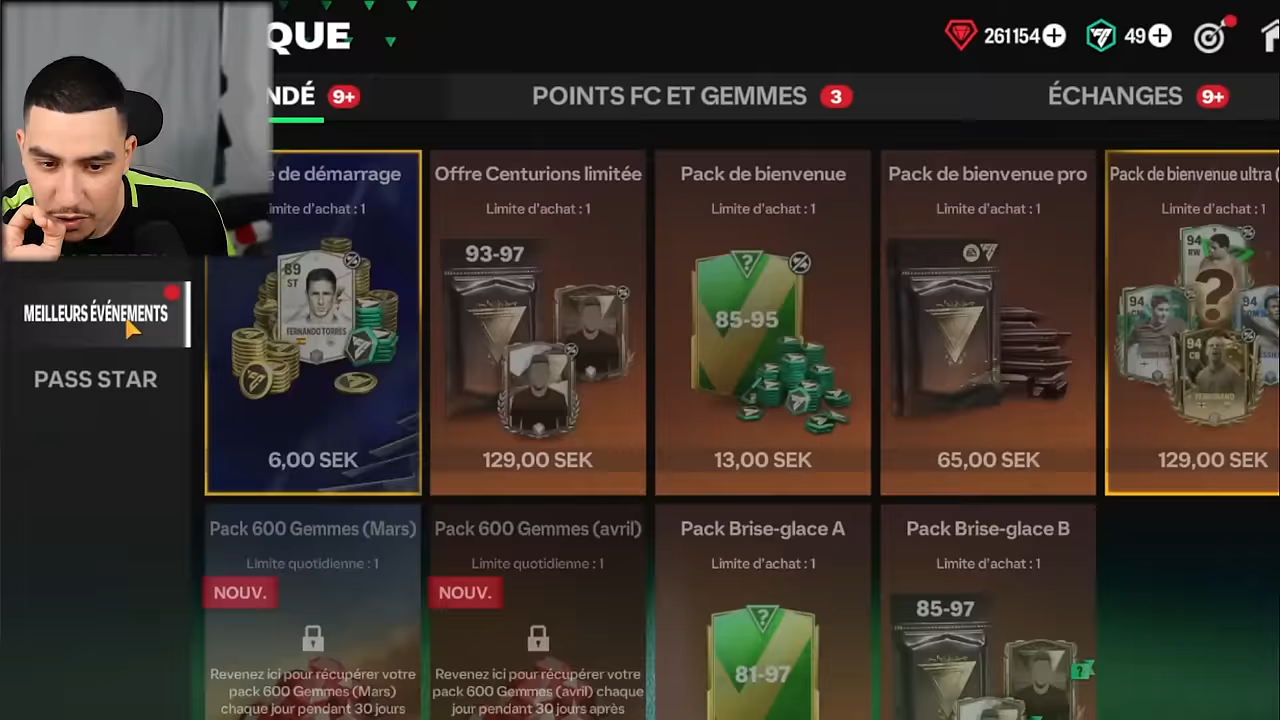 QUE
261154
49
NDÉ 9+
POINTS FC ET GEMMES 3
ÉCHANGES 9+
MEILLEURS ÉVÉNEMENTS
PASS STAR
e de démarrage
imite d'achat : 1
89
ST
FERNANDO TORRES
6,00 SEK
Offre Centurions limitée
Limite d'achat : 1
93-97
129,00 SEK
Pack de bienvenue
Limite d'achat : 1
85-95
13,00 SEK
Pack de bienvenue pro
Limite d'achat : 1
65,00 SEK
Pack de bienvenue ultra (
Limite d'achat : 1
94
RW
94
94
94
CB
FERDINAND
129,00 SEK
Pack 600 Gemmes (Mars)
Limite quotidienne : 1
NOUV.
Revenez ici pour récupérer votre
pack 600 Gemmes (Mars)
chaque jour pendant 30 jours
Pack 600 Gemmes (avril)
Limite quotidienne : 1
NOUV.
Revenez ici pour récupérer votre
pack 600 Gemmes (avril) chaque
jour pendant 30 jours après
Pack Brise-glace A
Limite d'achat : 1
81-97
Pack Brise-glace B
Limite d'achat : 1
85-97